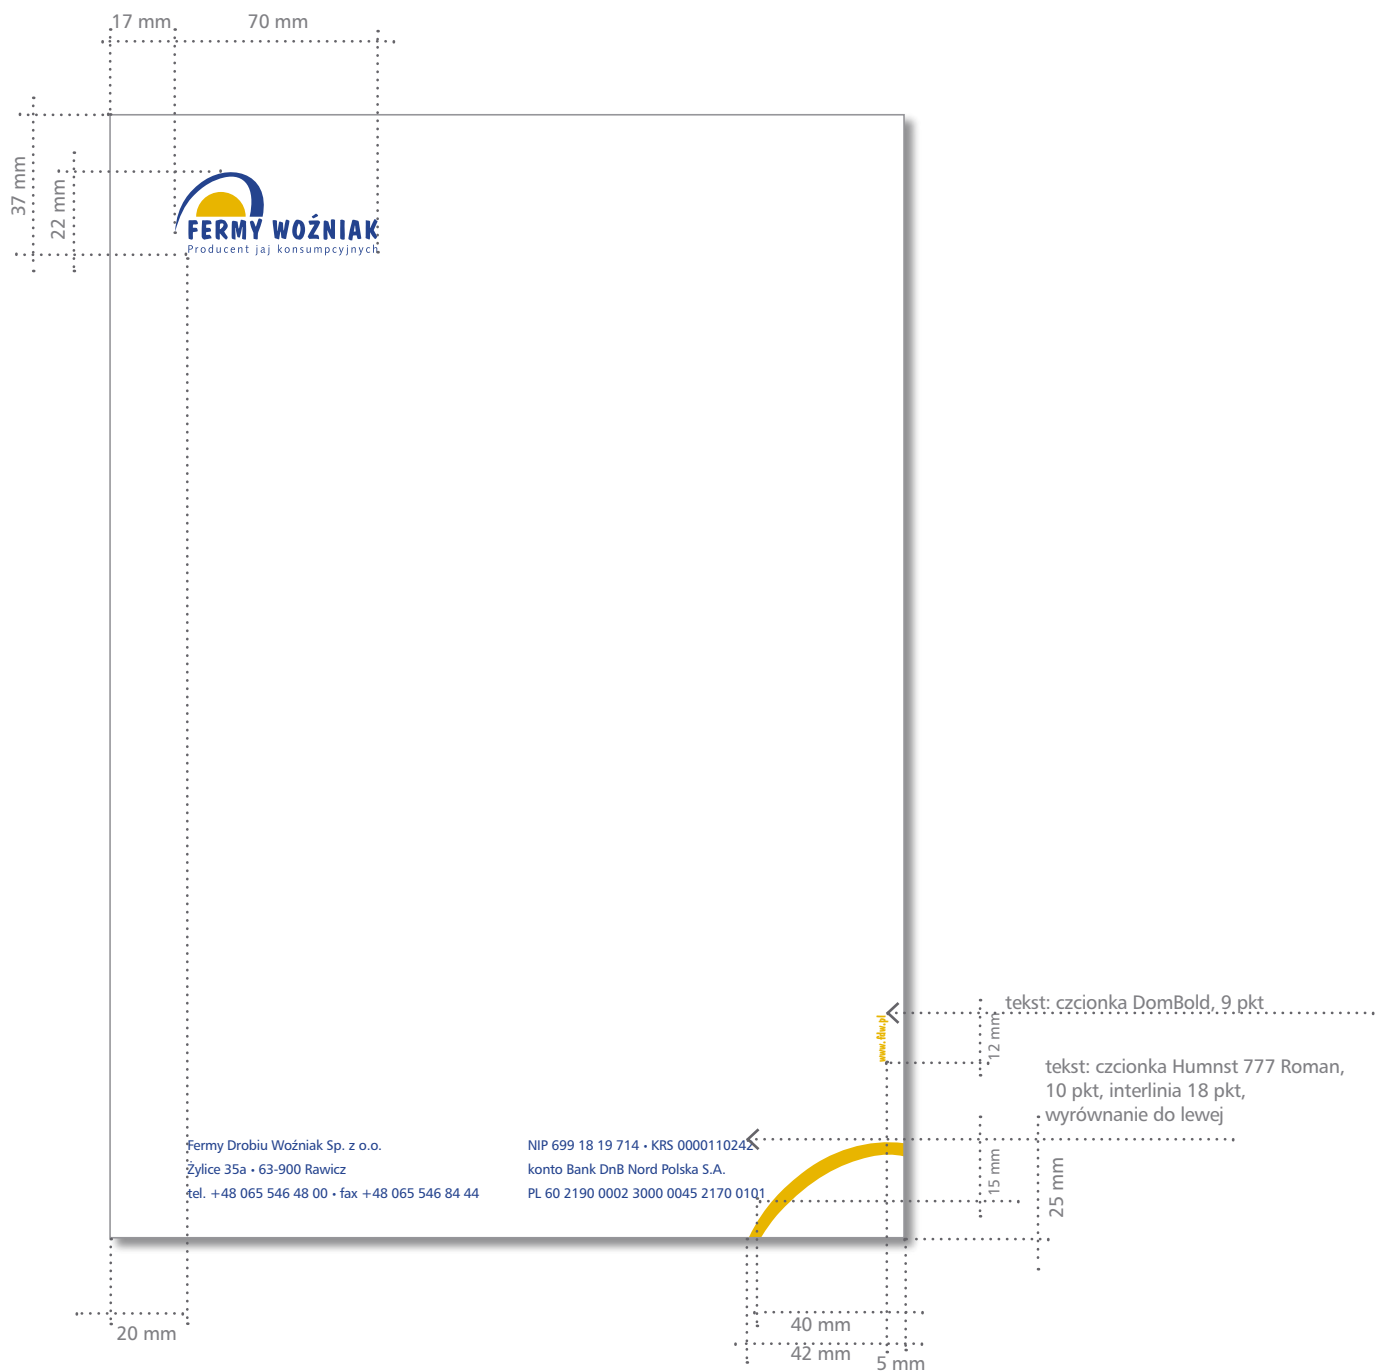 17 mm
70 mm
37 mm
22 mm
FERMY WOŹNIAK
Producent jaj konsumpcyjnych
tekst: czcionka DomBold, 9 pkt
www.fdw.pl
12 mm
tekst: czcionka Humnst 777 Roman,
10 pkt, interlinia 18 pkt,
wyrównanie do lewej
Fermy Drobiu Woźniak Sp. z o.o.
Żylice 35a • 63-900 Rawicz
tel. +48 065 546 48 00 • fax +48 065 546 84 44
NIP 699 18 19 714 • KRS 0000110242
konto Bank DnB Nord Polska S.A.
PL 60 2190 0002 3000 0045 2170 0101
15 mm
25 mm
20 mm
40 mm
42 mm
5 mm